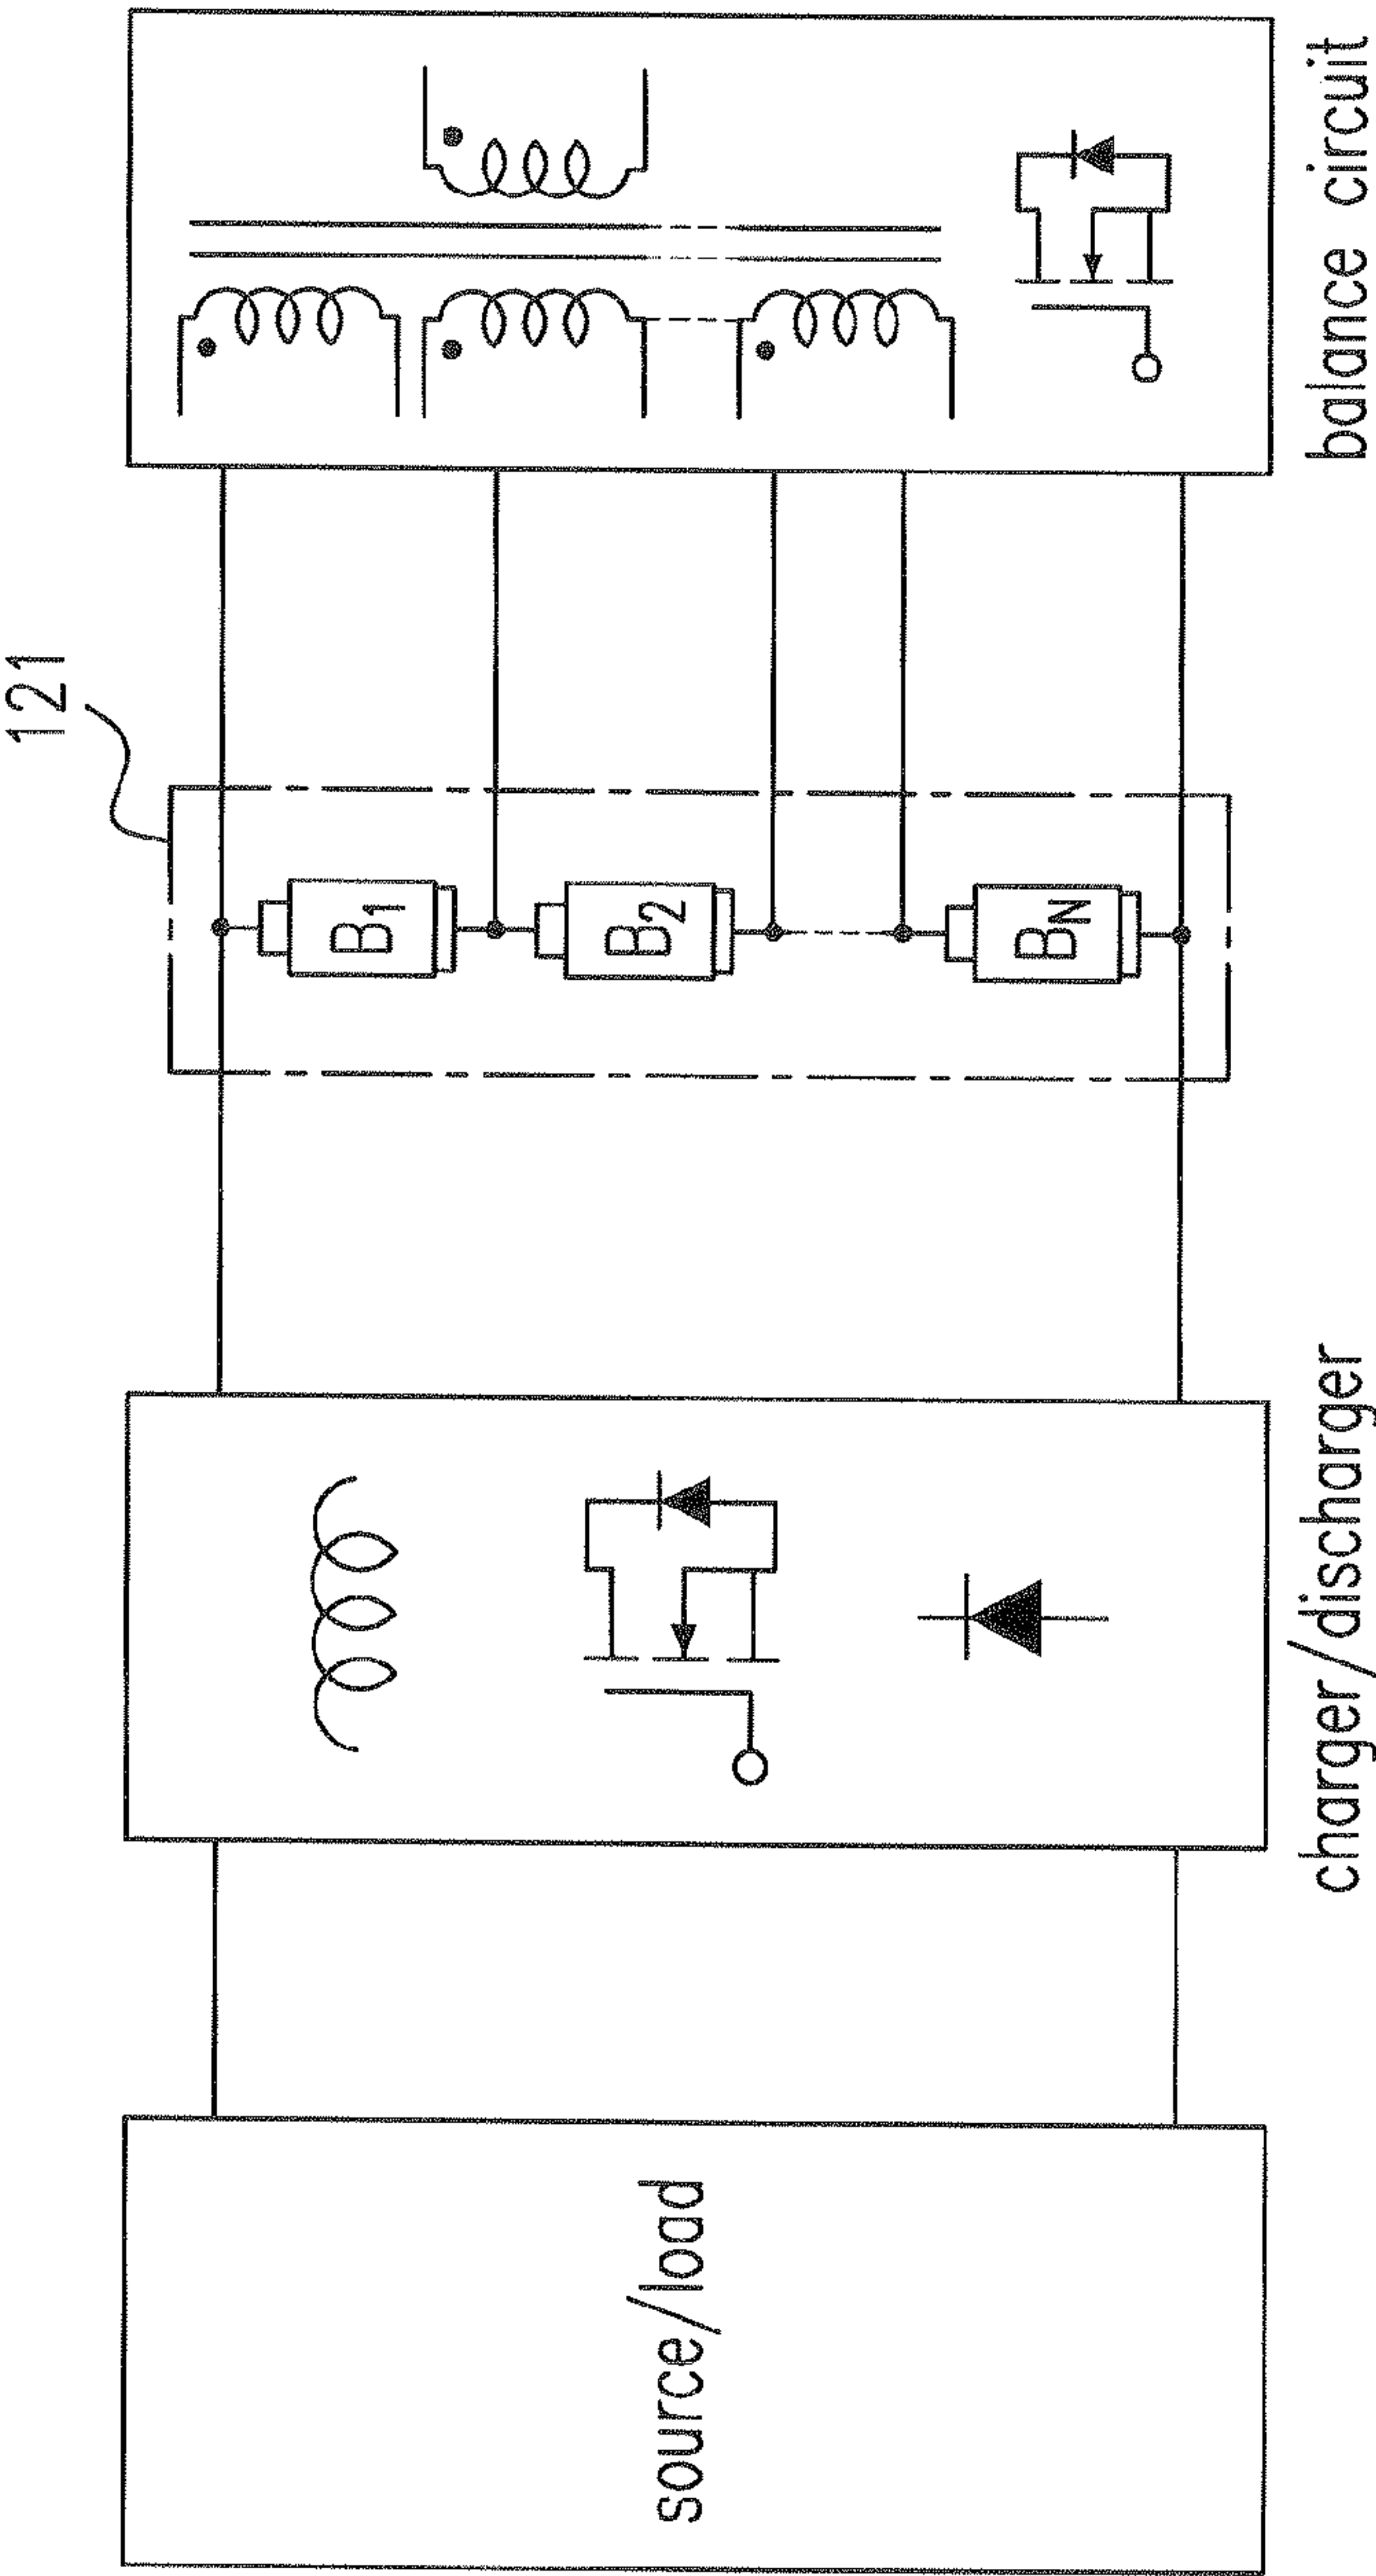 121
B1
B2
BN
source/load
charger/discharger
balance circuit